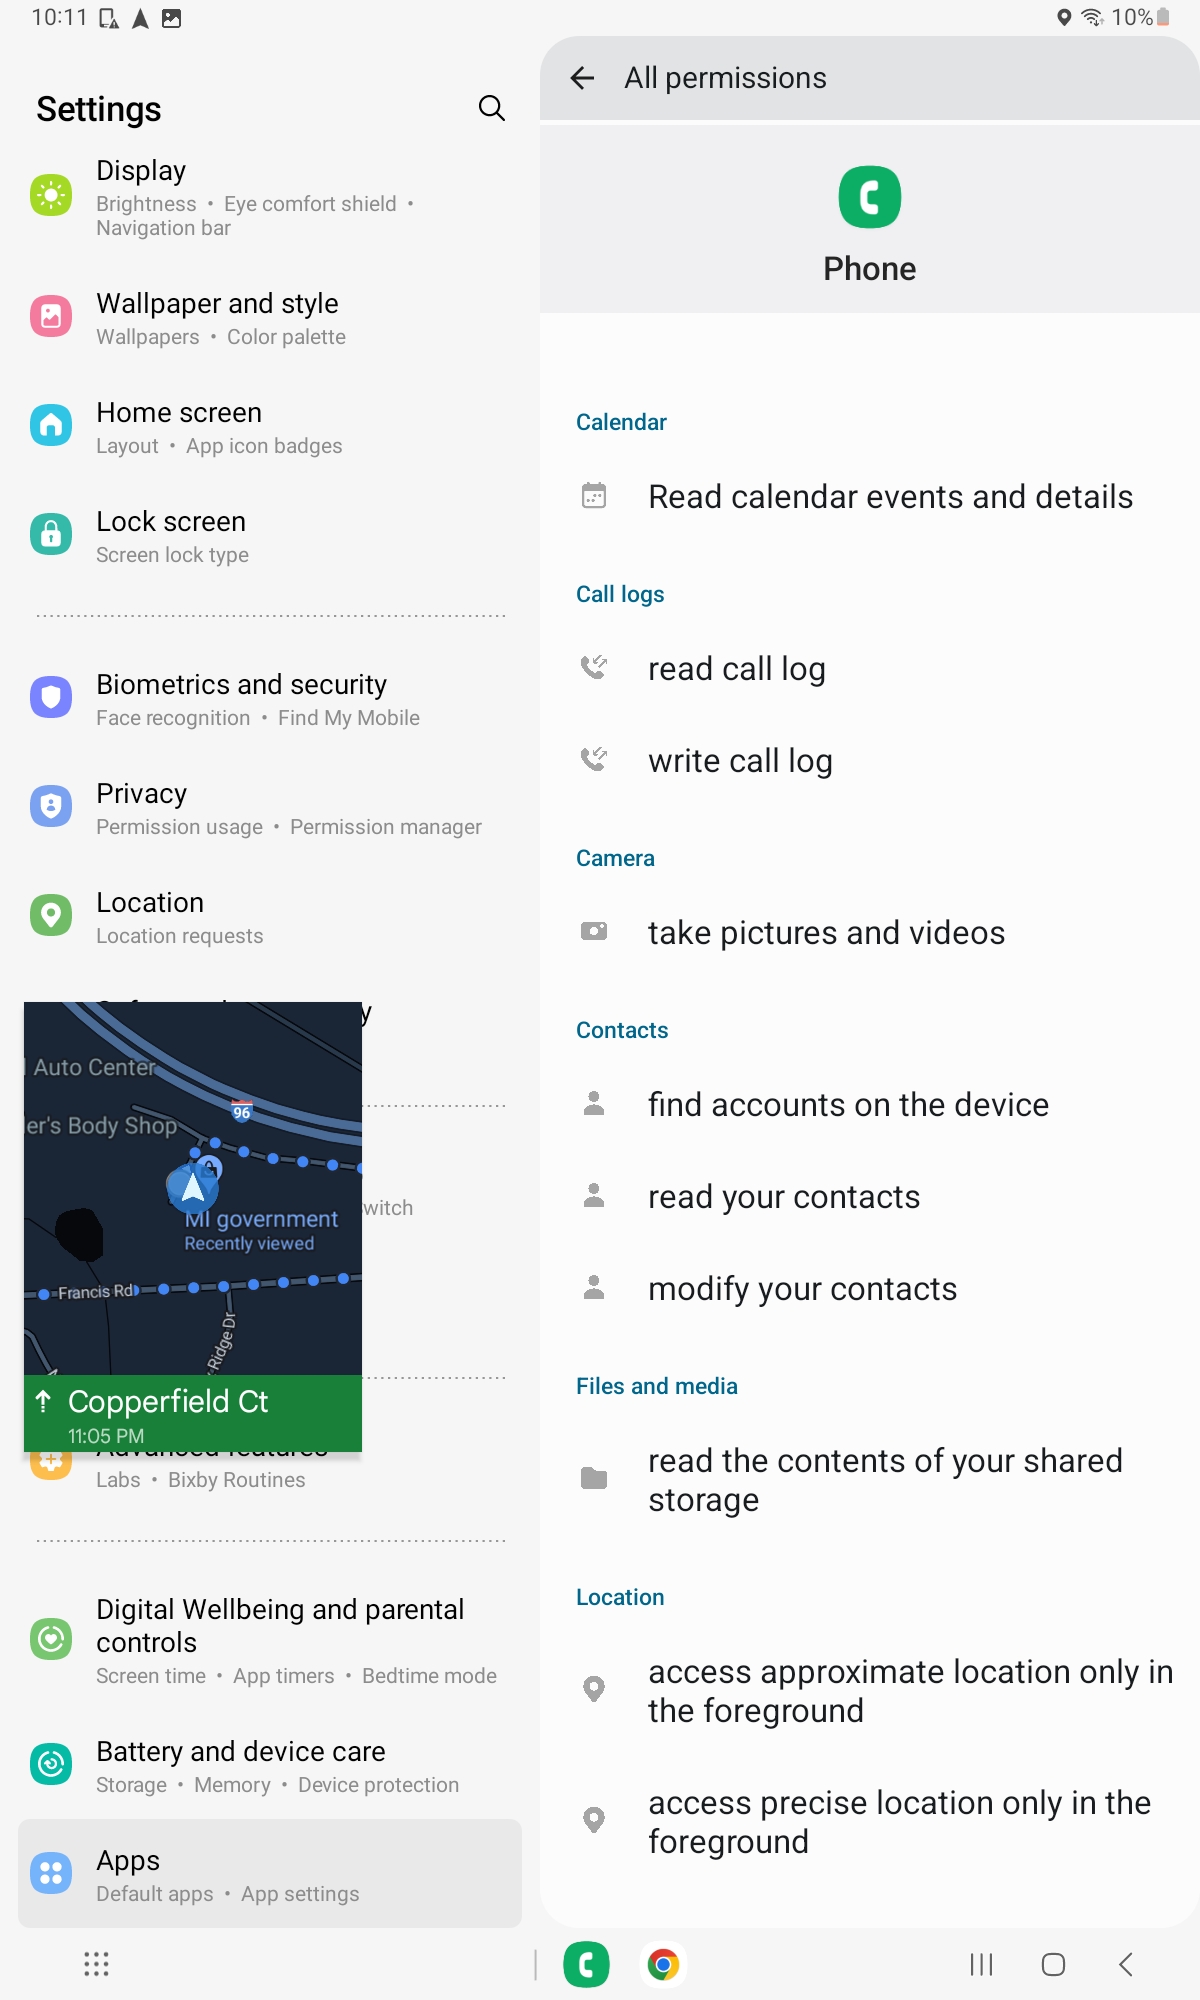 10:11
10%
Settings
Display
Brightness • Eye comfort shield •
Navigation bar
Wallpaper and style
Wallpapers • Color palette
Home screen
Layout • App icon badges
Lock screen
Screen lock type
Biometrics and security
Face recognition • Find My Mobile
Privacy
Permission usage • Permission manager
Location
Location requests
Auto Center
er's Body Shop
96
MI government
Recently viewed
witch
Francis Rd
Ridge Dr
Copperfield Ct
11:05 PM
Advanced features
Labs • Bixby Routines
Digital Wellbeing and parental
controls
Screen time • App timers • Bedtime mode
Battery and device care
Storage • Memory • Device protection
Apps
Default apps • App settings
All permissions
Phone
Calendar
Read calendar events and details
Call logs
read call log
write call log
Camera
take pictures and videos
Contacts
find accounts on the device
read your contacts
modify your contacts
Files and media
read the contents of your shared
storage
Location
access approximate location only in
the foreground
access precise location only in the
foreground